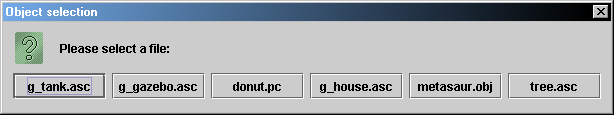 Object selection
Please select a file:
g_tank.asc g_gazebo.asc donut.pc g_house.asc metasaur.obj tree.asc